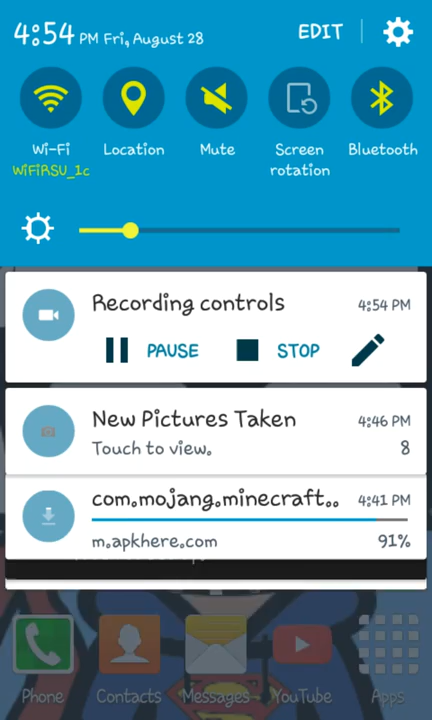 4:54 PM Fri, August 28 EDIT
Wi-Fi Location Mute Screen rotation Bluetooth
WiFiRSU_1c
Recording controls 4:54 PM
PAUSE STOP
New Pictures Taken 4:46 PM
Touch to view. 8
com.mojang.minecraft.. 4:41 PM
m.apkhere.com 91%
Phone Contacts Messages YouTube Apps